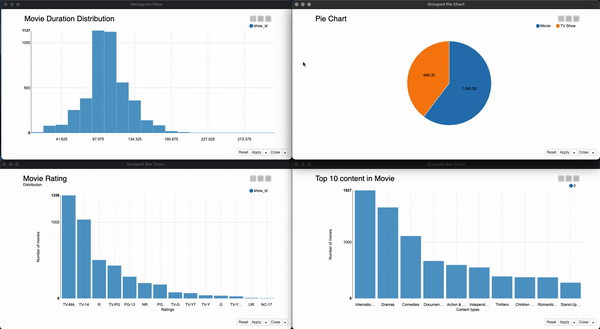 Histogram View
Movie Duration Distribution
show_id
1137
1000
500
0
41.625
87.975
134.325
180.675
227.025
273.375
Reset Apply Close
Grouped Pie Chart
Pie Chart
Movie
TV Show
Reset Apply Close
Grouped Bar Chart
Movie Rating
Distribution
show_id
1000
0
Number of movies
TV-MA TV-14 R TV-PG PG-13 NR PG TV-G TV-Y7 TV-Y G TV-Y... UR NC-17
Ratings
Reset Apply Close
Grouped Bar Chart
Top 10 content in Movie
0
1927
1000
0
Number of movies
Internatio... Dramas Comedies Documen... Action & ... Independ... Thrillers Children ... Romantic... Stand-Up...
Content types
Reset Apply Close